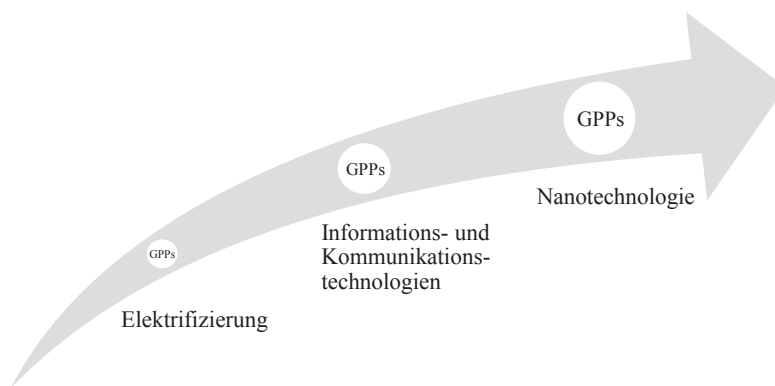 GPPs
Nanotechnologie
GPPs
Informations- und
Kommunikations-
technologien
GPPs
Elektrifizierung